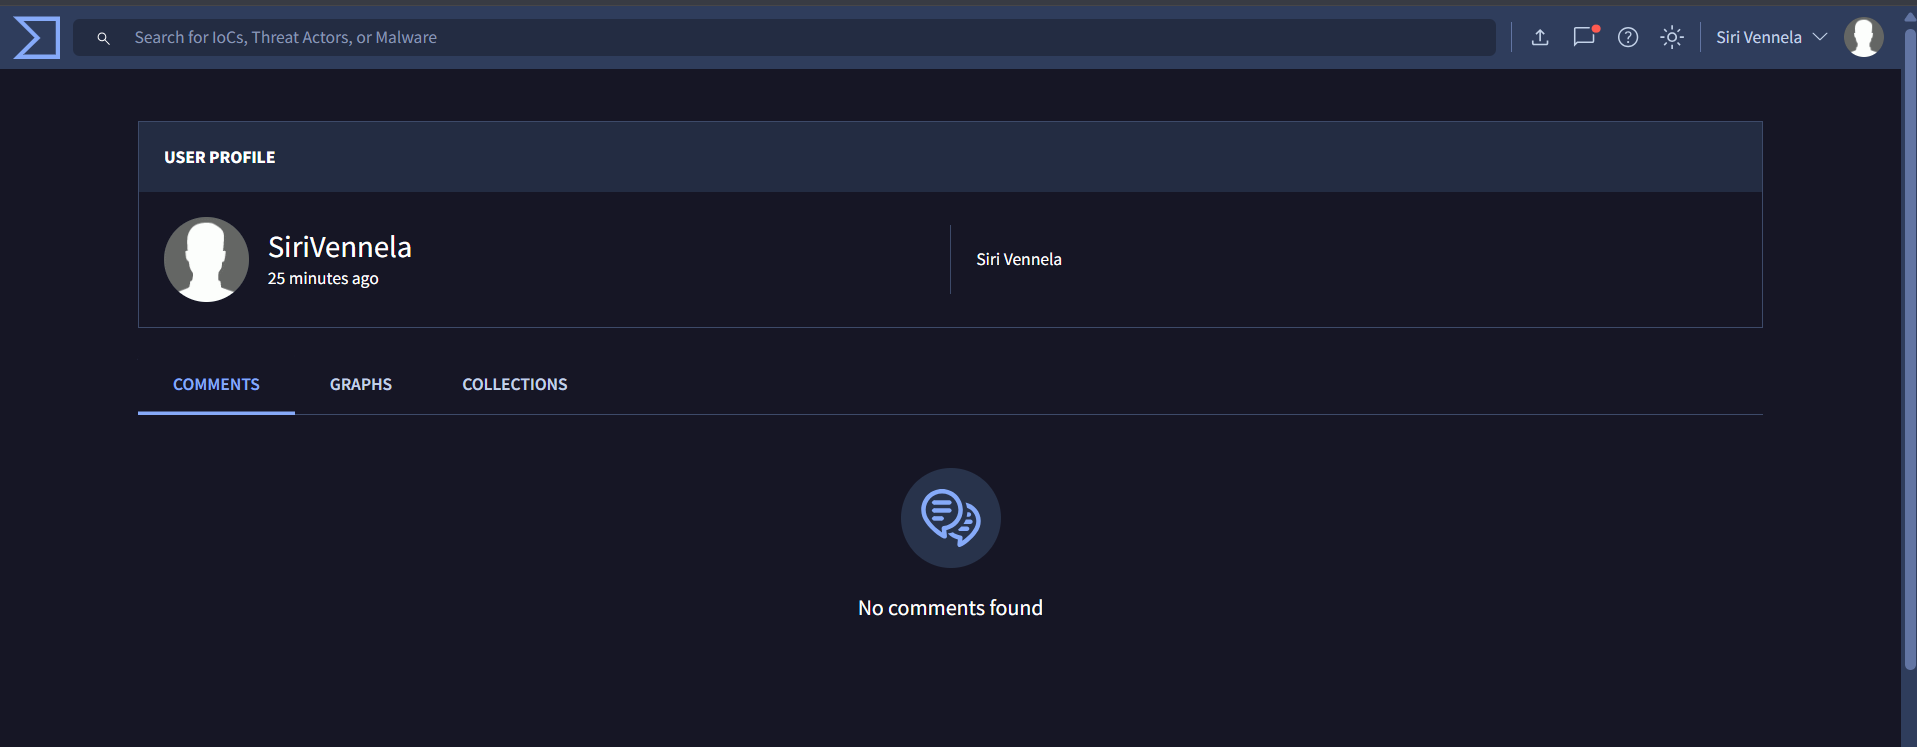 Search for IoCs, Threat Actors, or Malware
Siri Vennela
USER PROFILE
SiriVennela
25 minutes ago
Siri Vennela
COMMENTS
GRAPHS
COLLECTIONS
No comments found